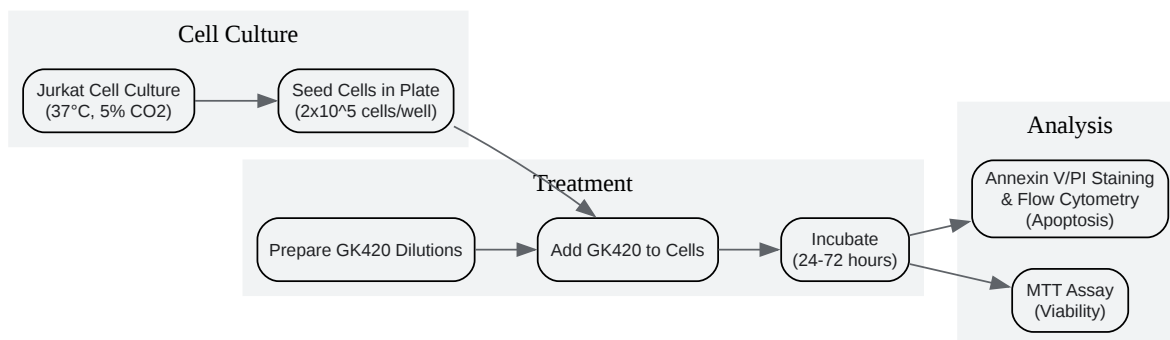 Cell Culture
Jurkat Cell Culture
(37°C, 5% CO2)
Seed Cells in Plate
(2x10^5 cells/well)
Treatment
Prepare GK420 Dilutions
Add GK420 to Cells
Incubate
(24-72 hours)
Analysis
Annexin V/PI Staining
& Flow Cytometry
(Apoptosis)
MTT Assay
(Viability)